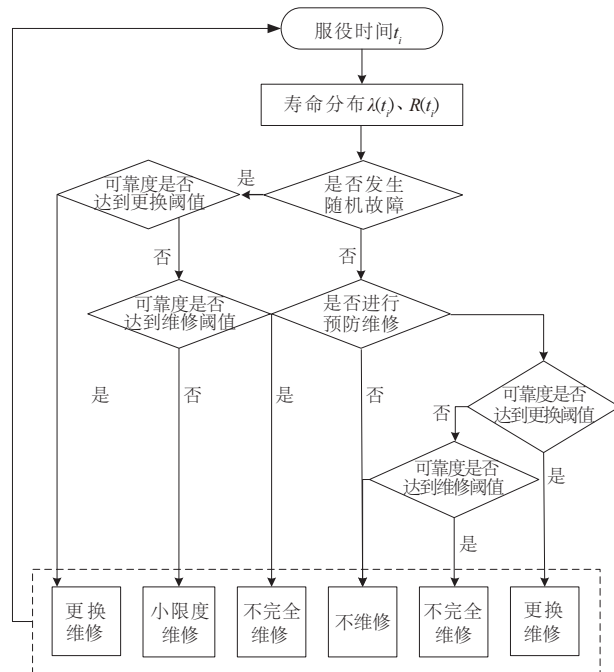 服役时间t_i
寿命分布λ(t_i)、R(t_i)
可靠度是否
达到更换阈值
是
是否发生
随机故障
否
否
可靠度是否
达到维修阈值
是否进行
预防维修
是
否
是
否
否
可靠度是否
达到更换阈值
可靠度是否
达到维修阈值
是
是
更换
维修
小限度
维修
不完全
维修
不维修
不完全
维修
更换
维修